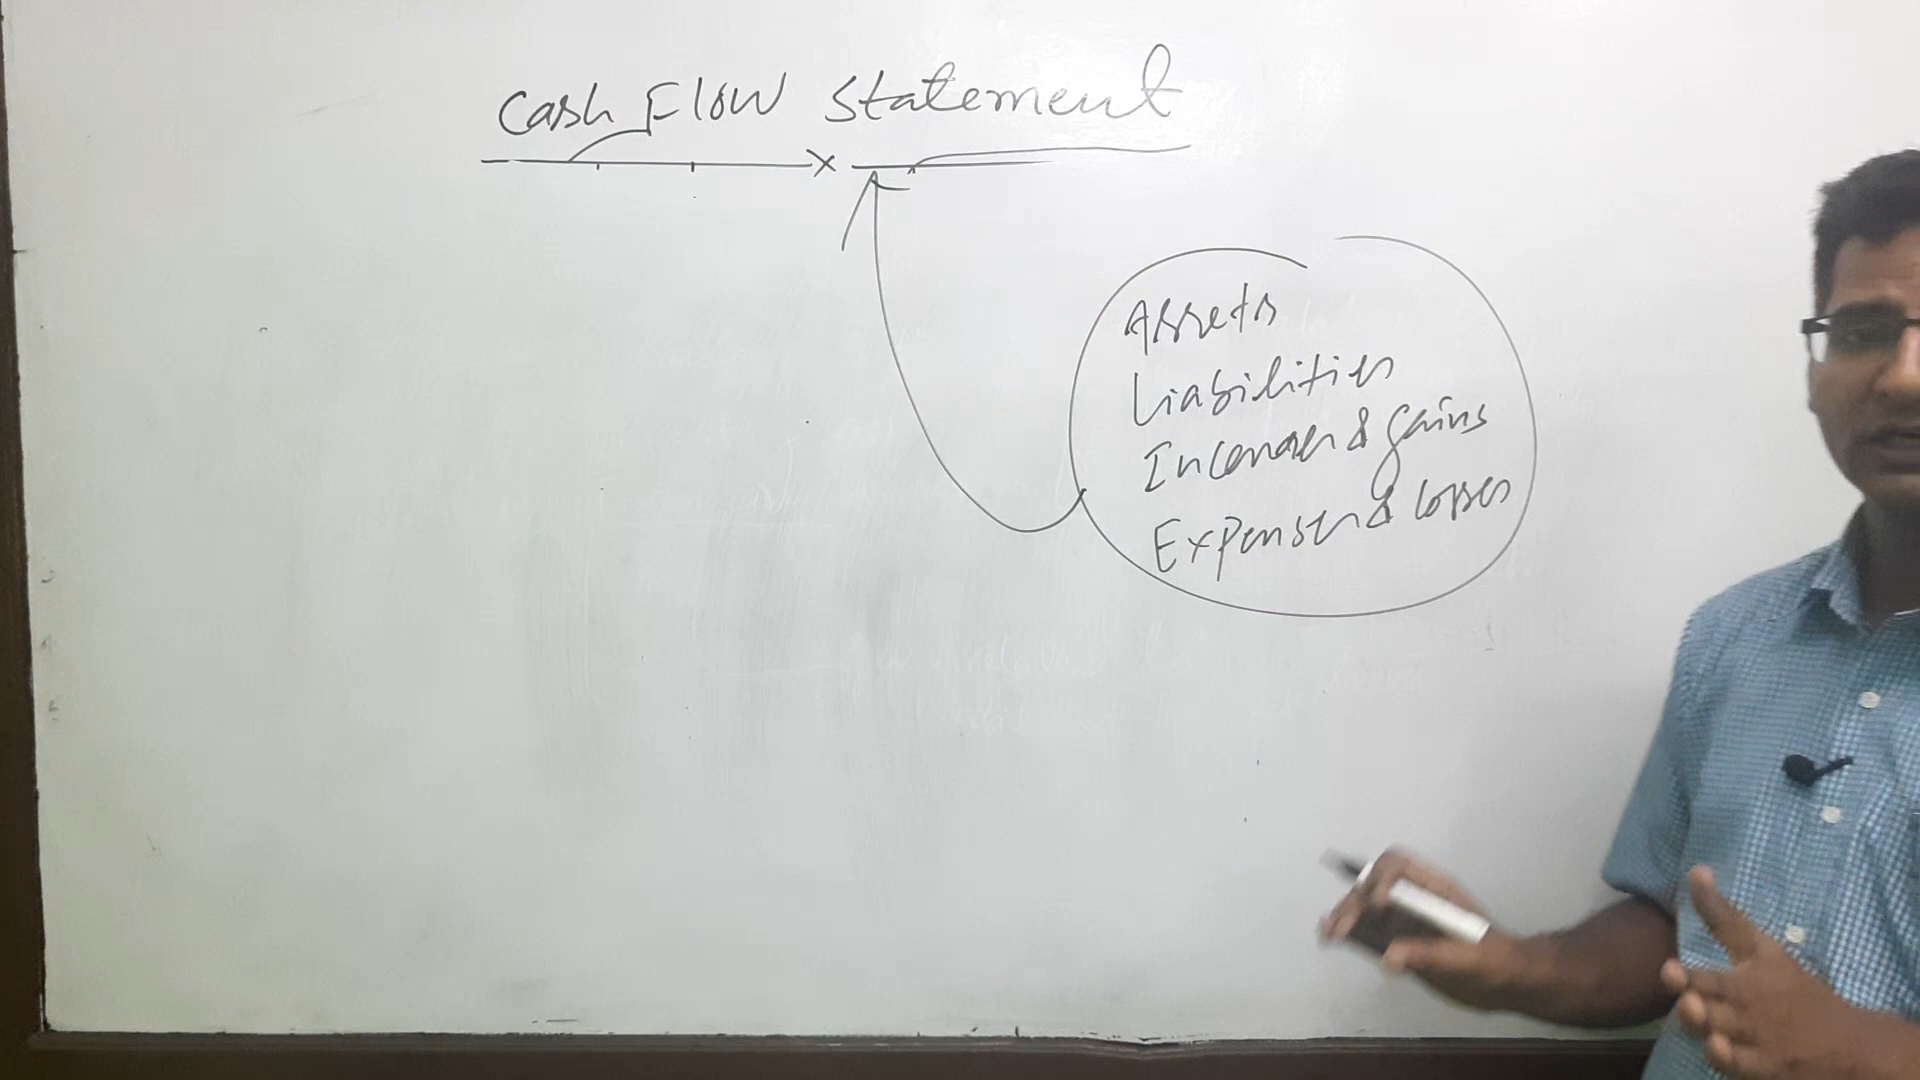 Cash Flow Statement
Assets
Liabilities
Incomes & gains
Expenses & losses